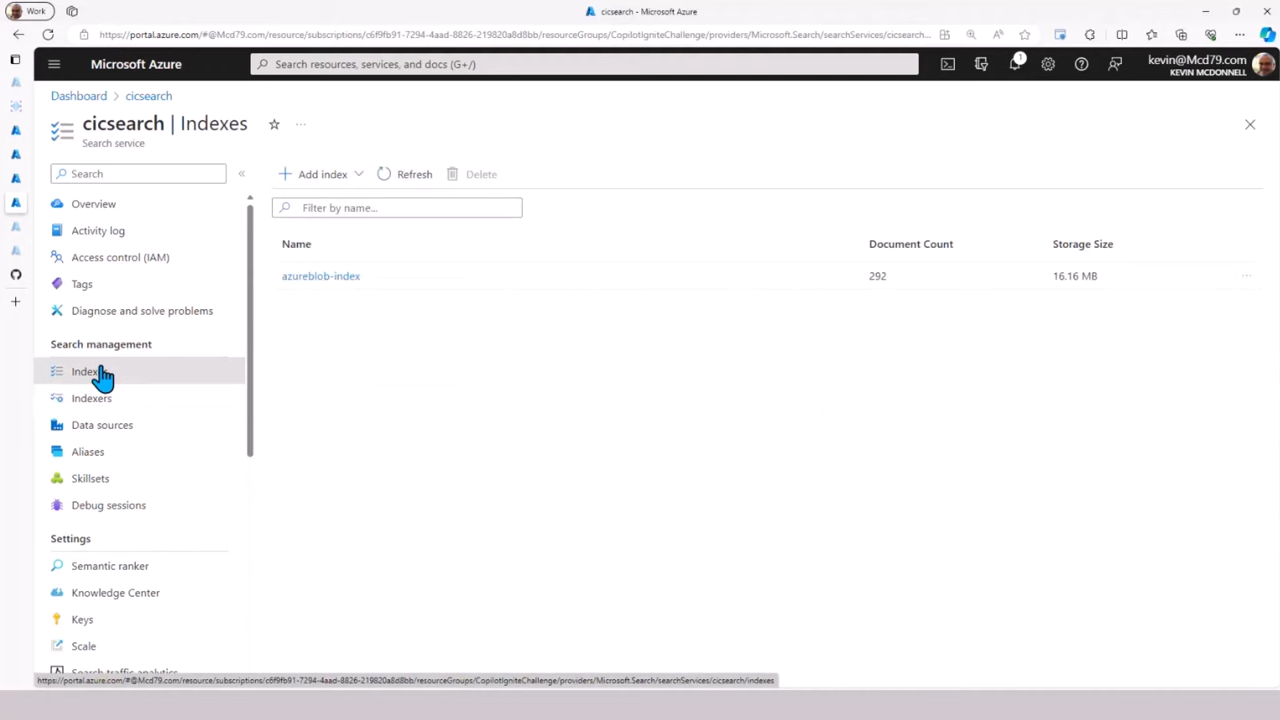 Work
cicsearch - Microsoft Azure
https://portal.azure.com/#@Mcd79.com/resource/subscriptions/c6f9fb91-7294-4aad-8826-219820a8d8bb/resourceGroups/CopilotIgniteChallenge/providers/Microsoft.Search/searchServices/cicsearch...
Microsoft Azure
Search resources, services, and docs (G+/)
1
kevin@Mcd79.com
KEVIN MCDONNELL
Dashboard > cicsearch
cicsearch | Indexes
Search service
Search
Add index
Refresh
Delete
Overview
Activity log
Access control (IAM)
Tags
Diagnose and solve problems
Search management
Indexers
Data sources
Aliases
Skillsets
Debug sessions
Settings
Semantic ranker
Knowledge Center
Keys
Scale
Filter by name...
Name Document Count Storage Size
azureblob-index 292 16.16 MB
https://portal.azure.com/#@Mcd79.com/resource/subscriptions/c6f9fb91-7294-4aad-8826-219820a8d8bb/resourceGroups/CopilotIgniteChallenge/providers/Microsoft.Search/searchServices/cicsearch/indexes